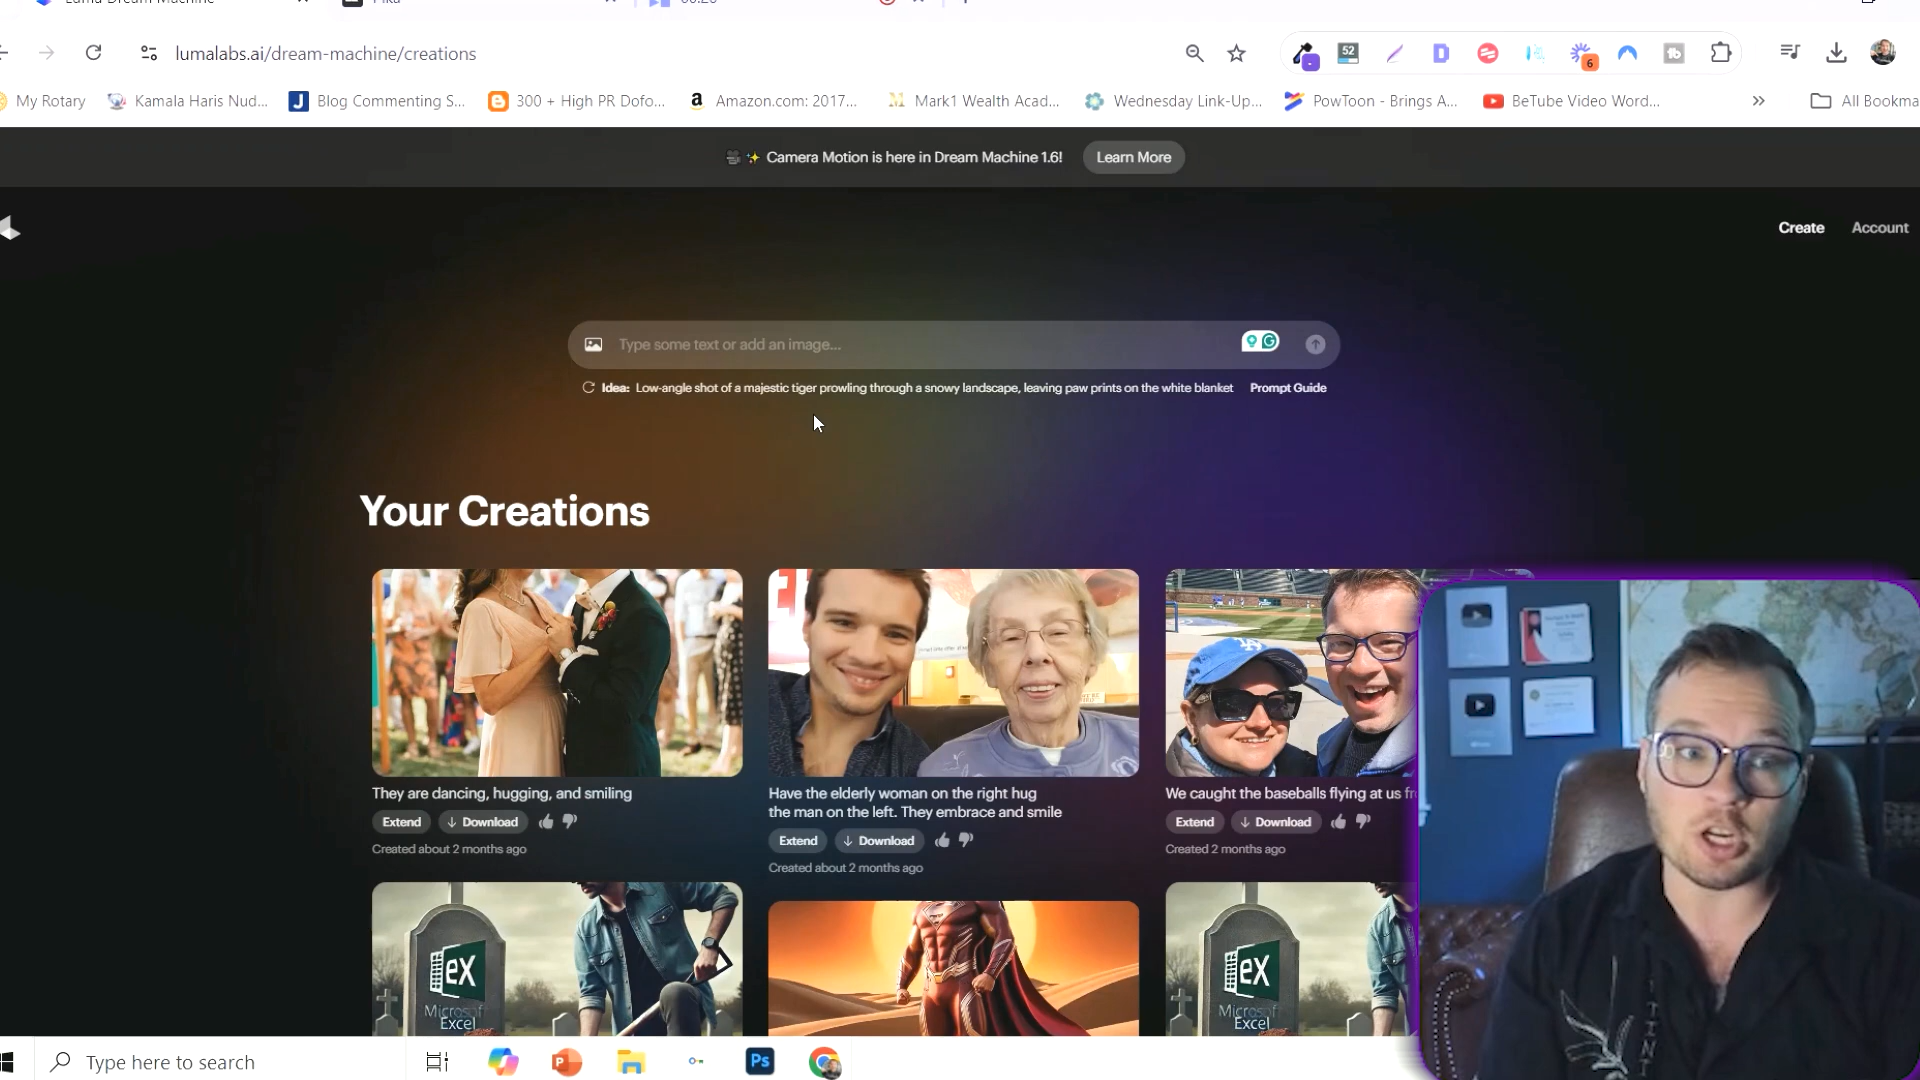 lumalabs.ai/dream-machine/creations
52
6
My Rotary
Kamala Haris Nud...
Blog Commenting S...
300 + High PR Dofo...
Amazon.com: 2017...
Mark1 Wealth Acad...
Wednesday Link-Up...
PowToon - Brings A...
BeTube Video Word...
All Bookma
Camera Motion is here in Dream Machine 1.6!
Learn More
Create
Account
Type some text or add an image...
Idea: Low-angle shot of a majestic tiger prowling through a snowy landscape, leaving paw prints on the white blanket
Prompt Guide
Your Creations
They are dancing, hugging, and smiling
Extend
Download
Created about 2 months ago
Have the elderly woman on the right hug
the man on the left. They embrace and smile
Extend
Download
Created about 2 months ago
We caught the baseballs flying at us
Extend
Download
Created 2 months ago
eX
Microsoft
Excel
eX
Microsoft
Excel
Type here to search
Ps